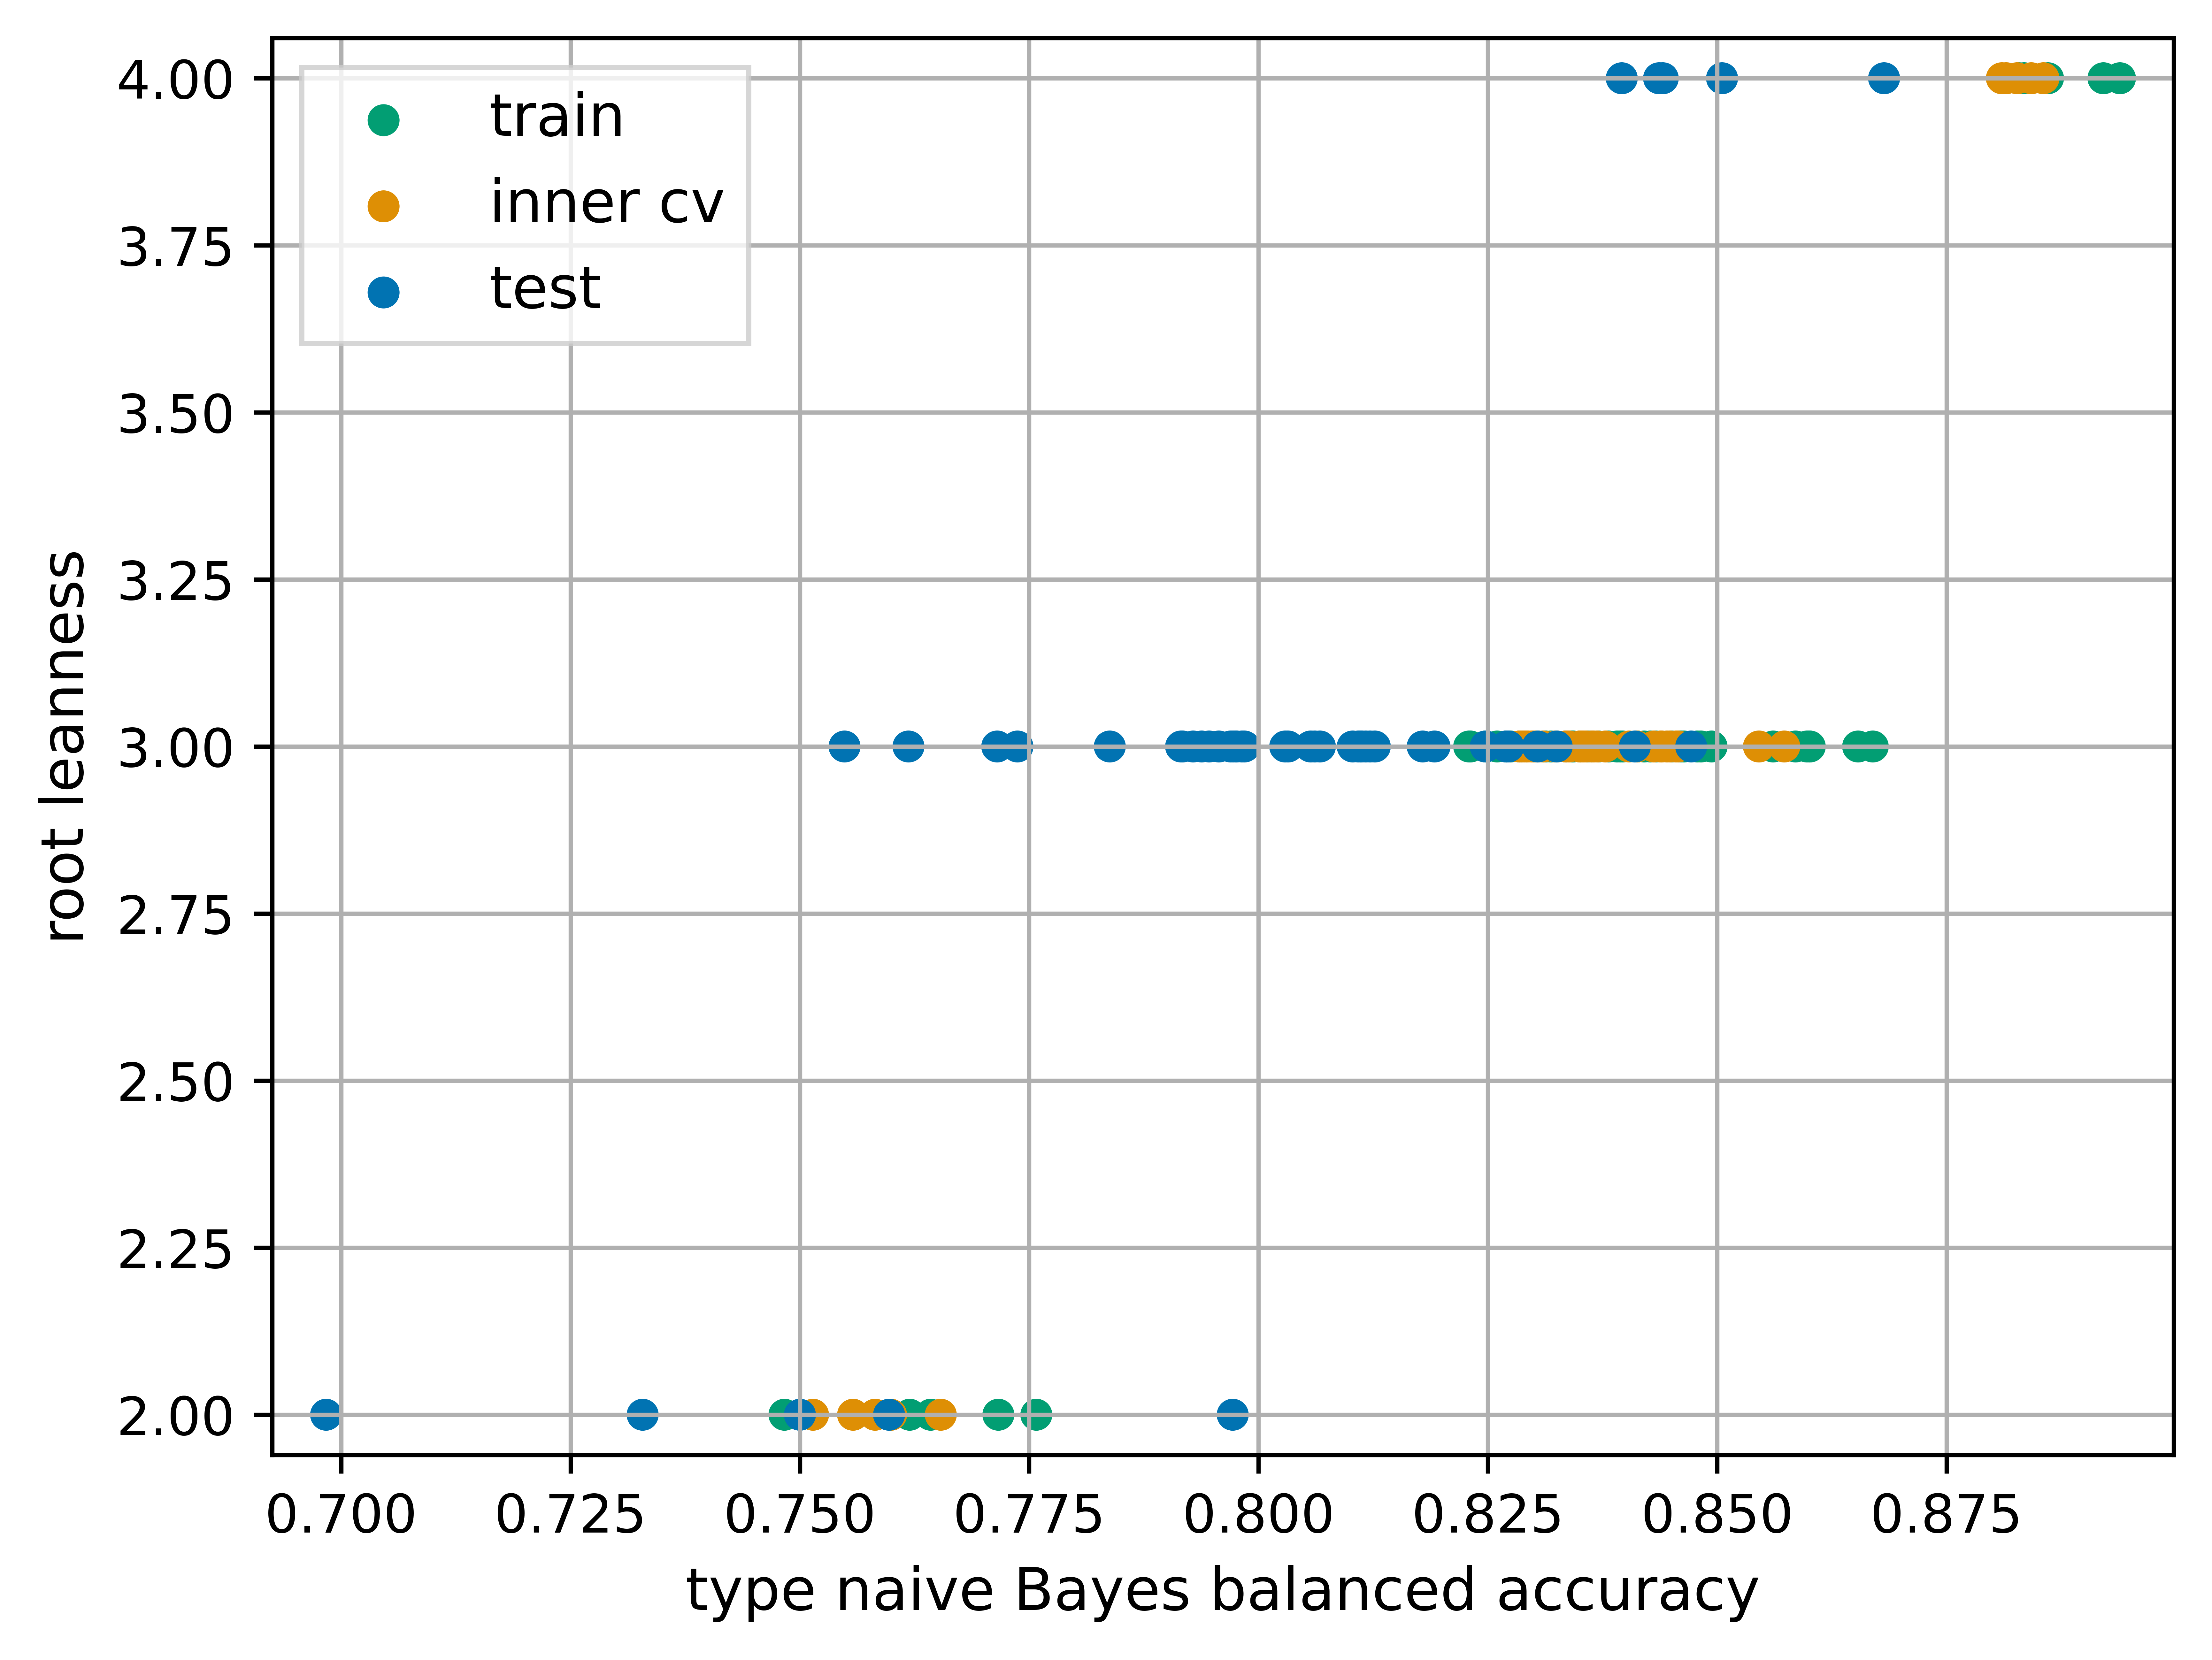 4.00
3.75
3.50
3.25
3.00
2.75
2.50
2.25
2.00
root leanness
train
inner cv
test
0.700 0.725 0.750 0.775 0.800 0.825 0.850 0.875
type naive Bayes balanced accuracy